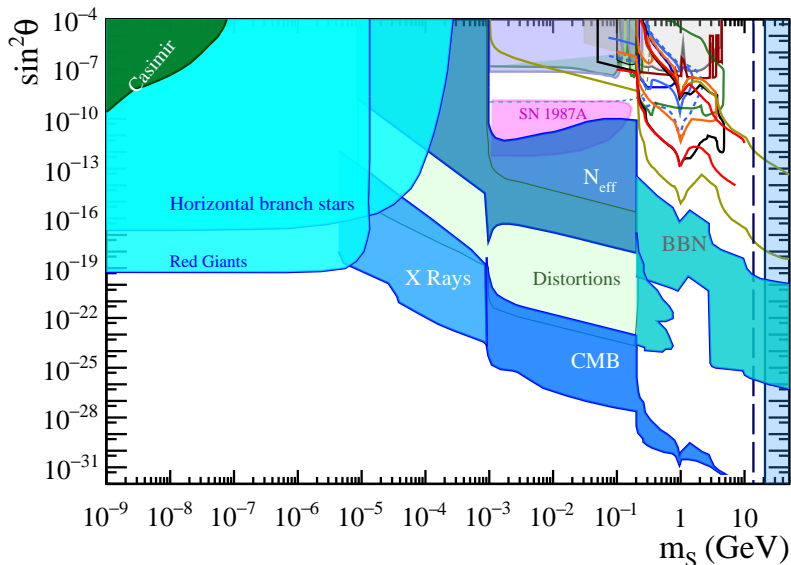 sin²θ
10⁻⁴
10⁻⁷
10⁻¹⁰
10⁻¹³
10⁻¹⁶
10⁻¹⁹
10⁻²²
10⁻²⁵
10⁻²⁸
10⁻³¹
Casimir
SN 1987A
N_eff
Horizontal branch stars
BBN
Red Giants
X Rays
Distortions
CMB
10⁻⁹ 10⁻⁸ 10⁻⁷ 10⁻⁶ 10⁻⁵ 10⁻⁴ 10⁻³ 10⁻² 10⁻¹ 1 10
m_S (GeV)